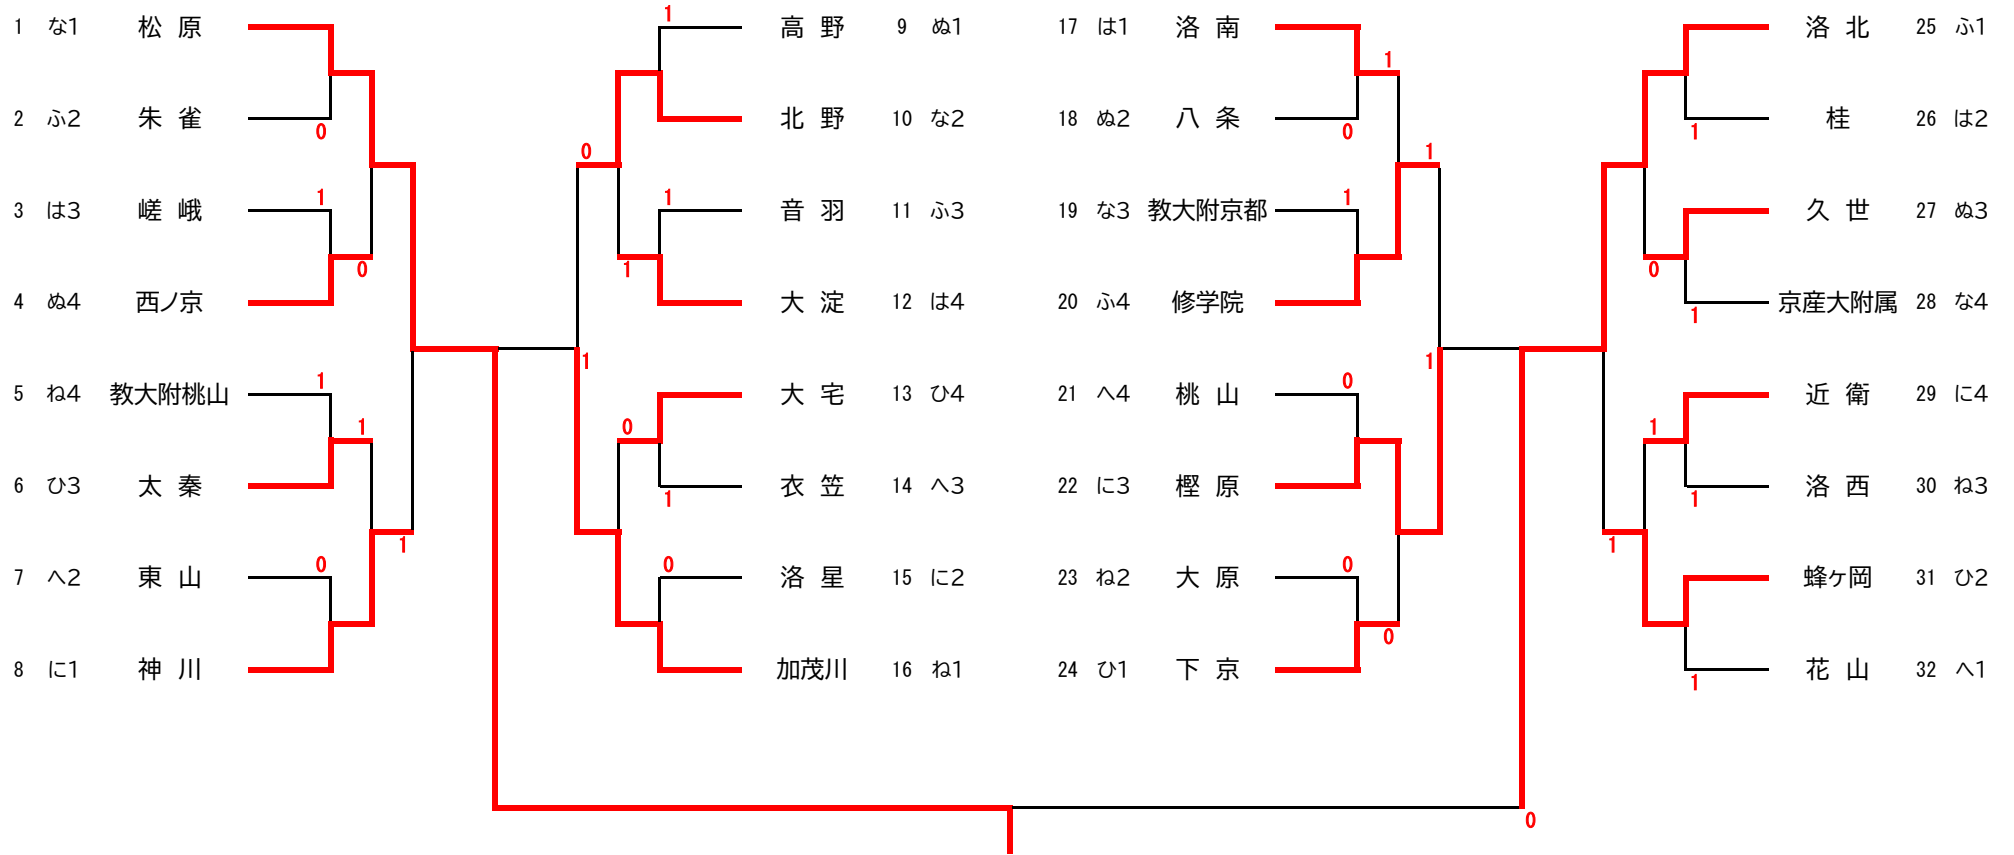 1 な1 松原
2 ふ2 朱雀
3 は3 嵯峨
4 ぬ4 西ノ京
5 ね4 教大附桃山
6 ひ3 太秦
7 へ2 東山
8 に1 神川
0
1
0
1
1
0
1
高野 9 ぬ1
北野 10 な2
音羽 11 ふ3
大淀 12 は4
大宅 13 ひ4
衣笠 14 へ3
洛星 15 に2
加茂川 16 ね1
1
0
1
1
1
0
1
0
17 は1 洛南
18 ぬ2 八条
19 な3 教大附京都
20 ふ4 修学院
21 へ4 桃山
22 に3 樫原
23 ね2 大原
24 ひ1 下京
1
0
1
1
1
0
0
0
洛北 25 ふ1
桂 26 は2
久世 27 ぬ3
京産大附属 28 な4
近衛 29 に4
洛西 30 ね3
蜂ヶ岡 31 ひ2
花山 32 へ1
1
0
1
1
1
1
1
0